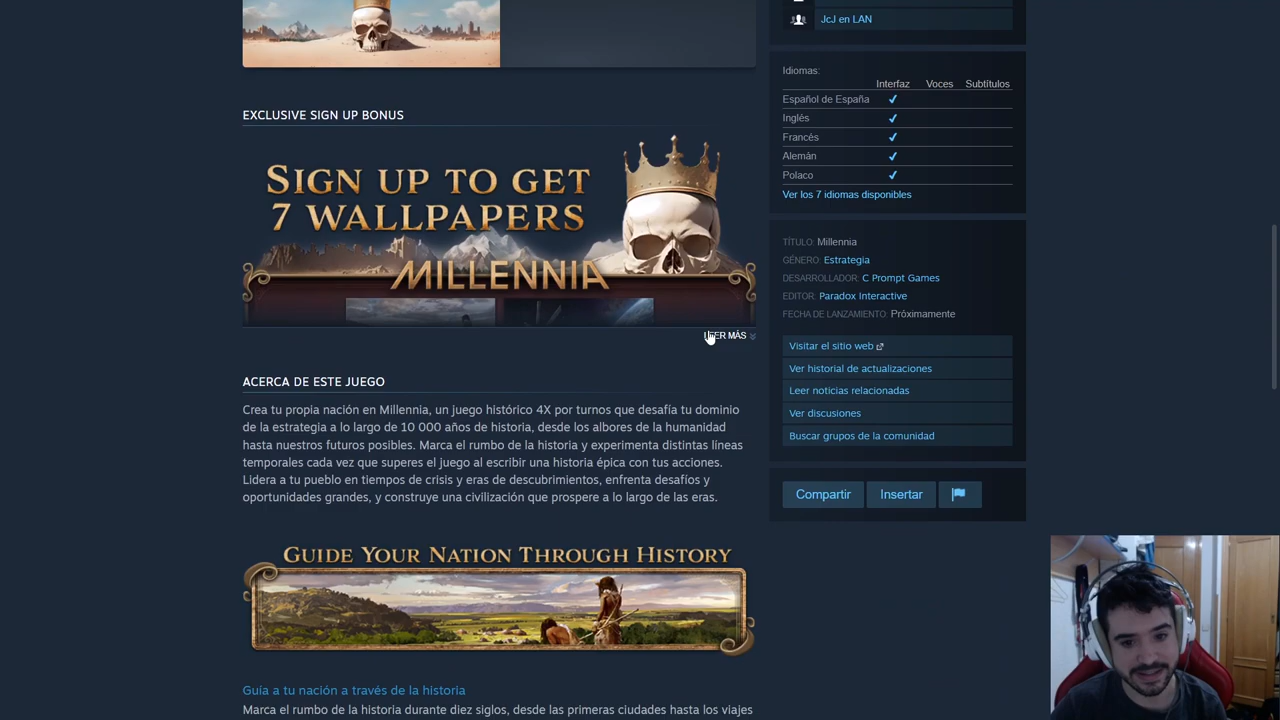 EXCLUSIVE SIGN UP BONUS
SIGN UP TO GET
7 WALLPAPERS
MILLENNIA
LEER MÁS
ACERCA DE ESTE JUEGO
Crea tu propia nación en Millennia, un juego histórico 4X por turnos que desafía tu dominio
de la estrategia a lo largo de 10 000 años de historia, desde los albores de la humanidad
hasta nuestros futuros posibles. Marca el rumbo de la historia y experimenta distintas líneas
temporales cada vez que superes el juego al escribir una historia épica con tus acciones.
Lidera a tu pueblo en tiempos de crisis y eras de descubrimientos, enfrenta desafíos y
oportunidades grandes, y construye una civilización que prospere a lo largo de las eras.
GUIDE YOUR NATION THROUGH HISTORY
Guía a tu nación a través de la historia
Marca el rumbo de la historia durante diez siglos, desde las primeras ciudades hasta los viajes
JcJ en LAN
Idiomas:
Interfaz Voces Subtítulos
Español de España
Inglés
Francés
Alemán
Polaco
Ver los 7 idiomas disponibles
TÍTULO: Millennia
GÉNERO: Estrategia
DESARROLLADOR: C Prompt Games
EDITOR: Paradox Interactive
FECHA DE LANZAMIENTO: Próximamente
Visitar el sitio web
Ver historial de actualizaciones
Leer noticias relacionadas
Ver discusiones
Buscar grupos de la comunidad
Compartir Insertar